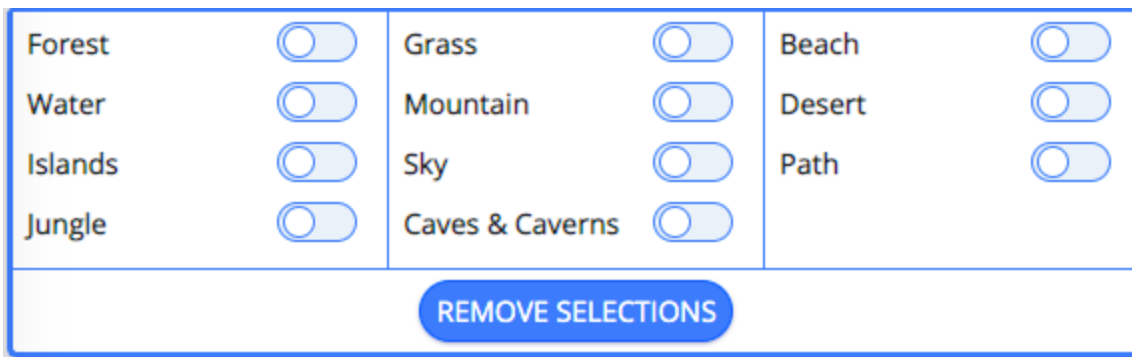 Forest
Water
Islands
Jungle
Grass
Mountain
Sky
Caves & Caverns
Beach
Desert
Path
REMOVE SELECTIONS